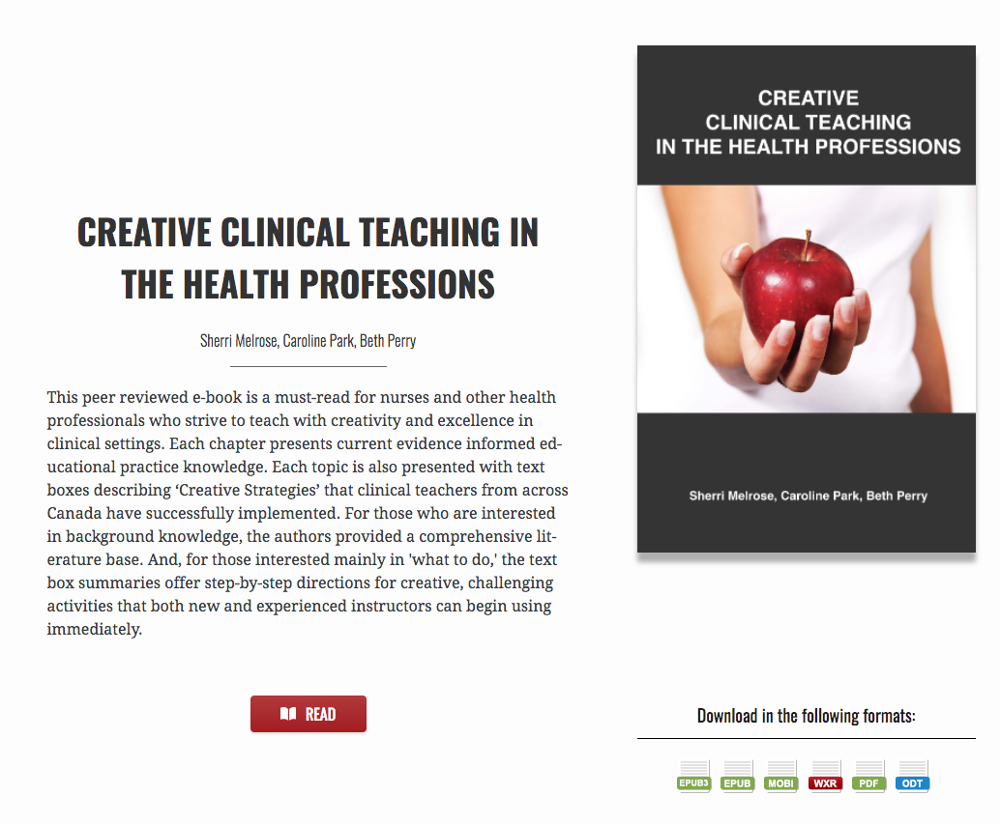 CREATIVE CLINICAL TEACHING IN
THE HEALTH PROFESSIONS
Sherri Melrose, Caroline Park, Beth Perry
This peer reviewed e-book is a must-read for nurses and other health
professionals who strive to teach with creativity and excellence in
clinical settings. Each chapter presents current evidence informed ed-
ucational practice knowledge. Each topic is also presented with text
boxes describing ‘Creative Strategies’ that clinical teachers from across
Canada have successfully implemented. For those who are interested
in background knowledge, the authors provided a comprehensive lit-
erature base. And, for those interested mainly in 'what to do,' the text
box summaries offer step-by-step directions for creative, challenging
activities that both new and experienced instructors can begin using
immediately.
READ
CREATIVE
CLINICAL TEACHING
IN THE HEALTH PROFESSIONS
Sherri Melrose, Caroline Park, Beth Perry
Download in the following formats:
EPUB3 EPUB MOBI WXR PDF ODT